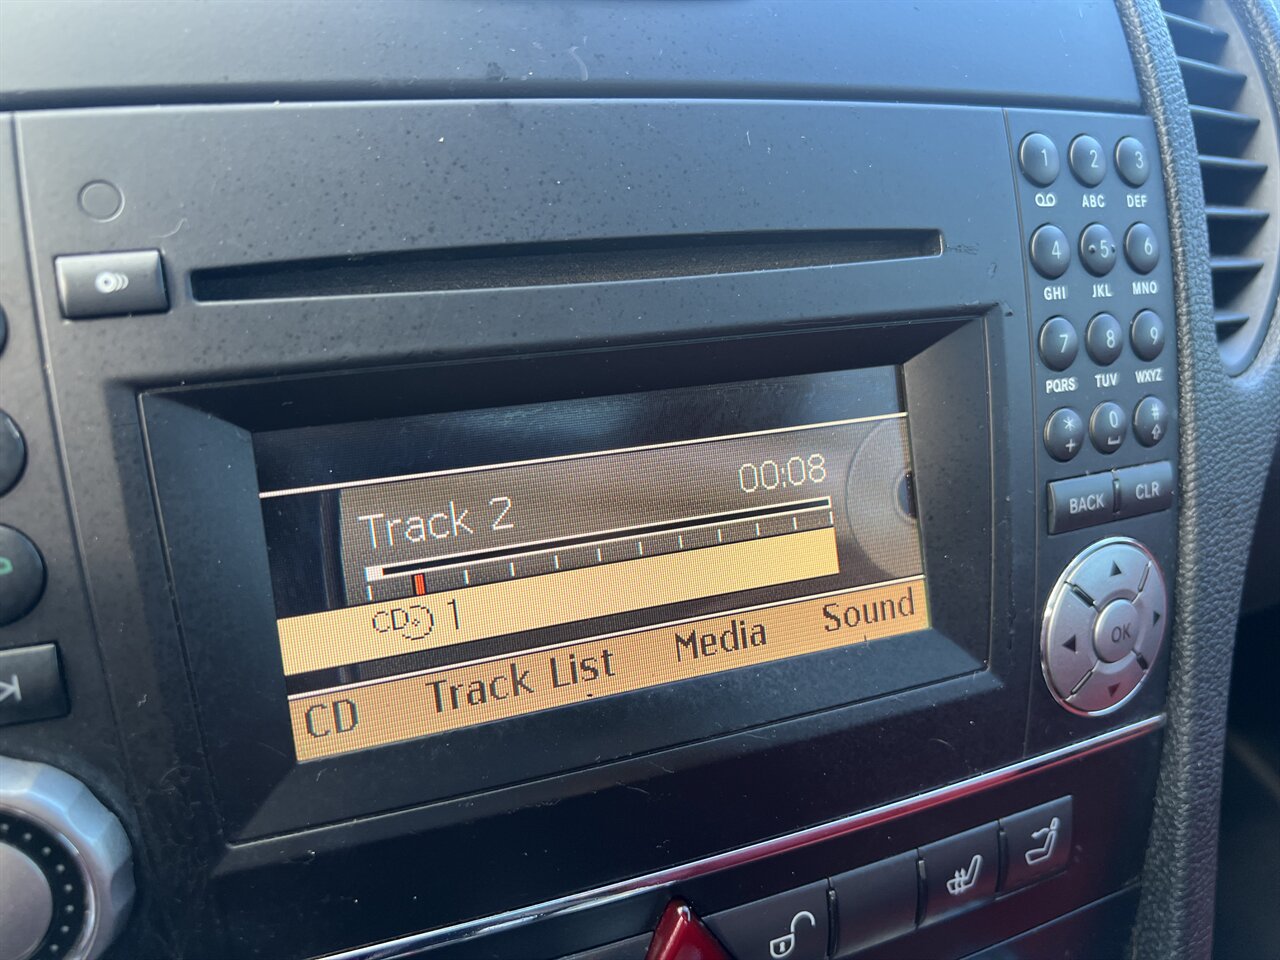 1 2 3
QO ABC DEF
4 5 6
GHI JKL MNO
7 8 9
PQRS TUV WXYZ
* 0 #
+
BACK CLR
OK
Track 2 00:08
CD 1
CD Track List Media Sound
K